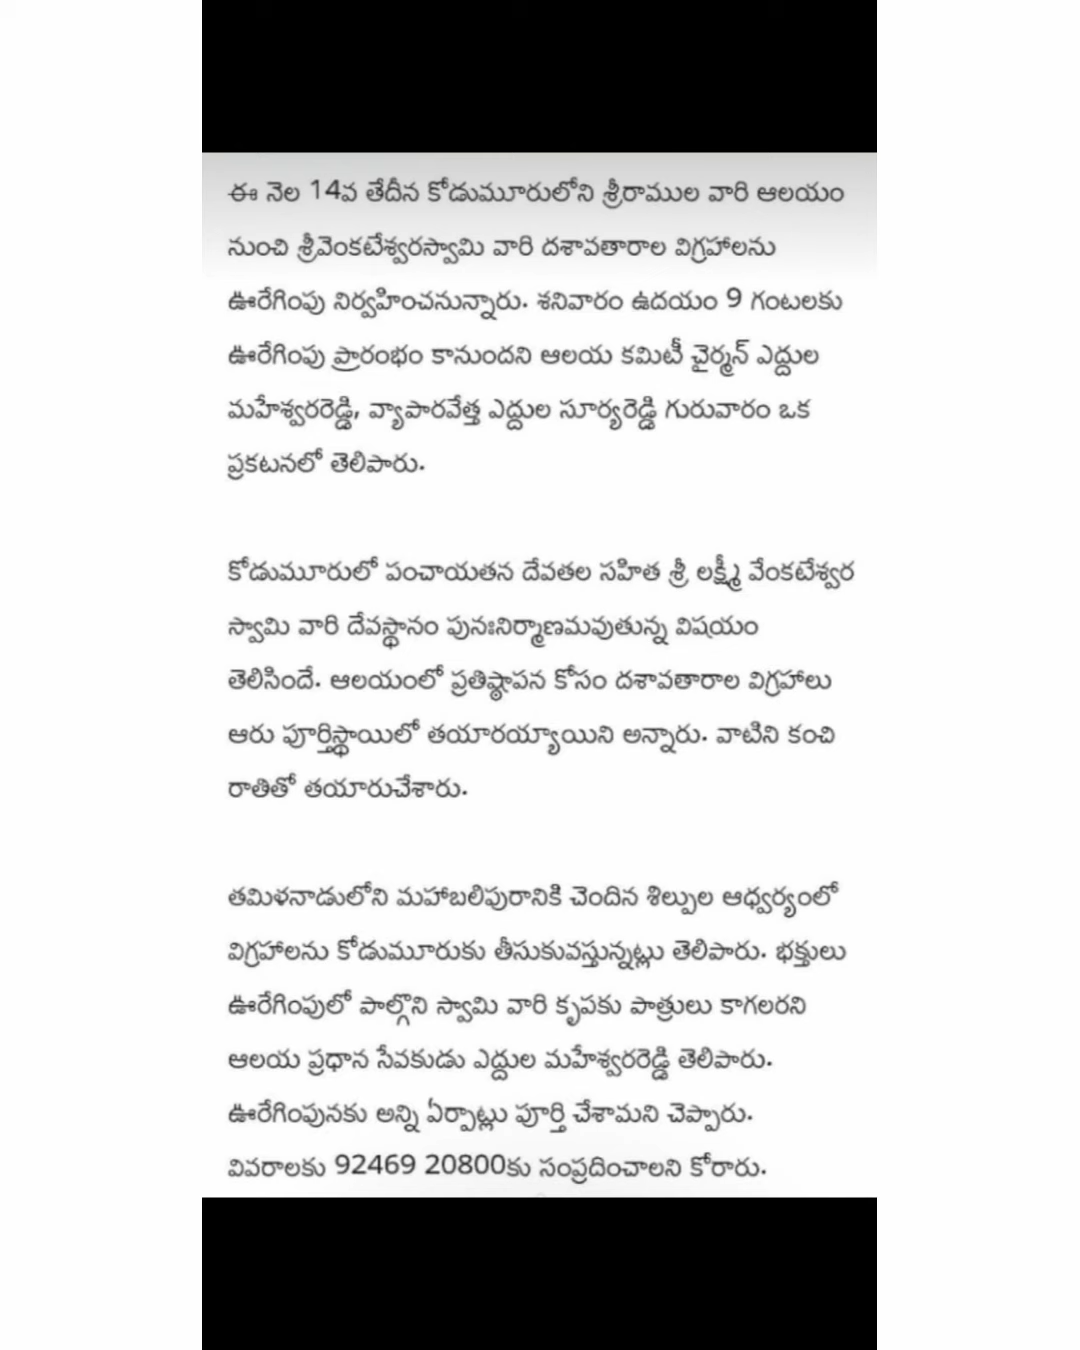 ఈ నెల 14వ తేదీన కోడుమూరులోని శ్రీరాముల వారి ఆలయం
నుంచి శ్రీవెంకటేశ్వరస్వామి వారి దశావతారాల విగ్రహాలను
ఊరేగింపు నిర్వహించనున్నారు. శనివారం ఉదయం 9 గంటలకు
ఊరేగింపు ప్రారంభం కానుందని ఆలయ కమిటీ చైర్మన్ ఎద్దుల
మహేశ్వరరెడ్డి, వ్యాపారవేత్త ఎద్దుల సూర్యరెడ్డి గురువారం ఒక
ప్రకటనలో తెలిపారు.
కోడుమూరులో పంచాయతన దేవతల సహిత శ్రీ లక్ష్మీ వేంకటేశ్వర
స్వామి వారి దేవస్థానం పునఃనిర్మాణమవుతున్న విషయం
తెలిసిందే. ఆలయంలో ప్రతిష్ఠాపన కోసం దశావతారాల విగ్రహాలు
ఆరు పూర్తిస్థాయిలో తయారయ్యాయిని అన్నారు. వాటిని కంచి
రాతితో తయారుచేశారు.
తమిళనాడులోని మహాబలిపురానికి చెందిన శిల్పుల ఆధ్వర్యంలో
విగ్రహాలను కోడుమూరుకు తీసుకువస్తున్నట్లు తెలిపారు. భక్తులు
ఊరేగింపులో పాల్గొని స్వామి వారి కృపకు పాత్రులు కాగలరని
ఆలయ ప్రధాన సేవకుడు ఎద్దుల మహేశ్వరరెడ్డి తెలిపారు.
ఊరేగింపునకు అన్ని ఏర్పాట్లు పూర్తి చేశామని చెప్పారు.
వివరాలకు 92469 20800కు సంప్రదించాలని కోరారు.